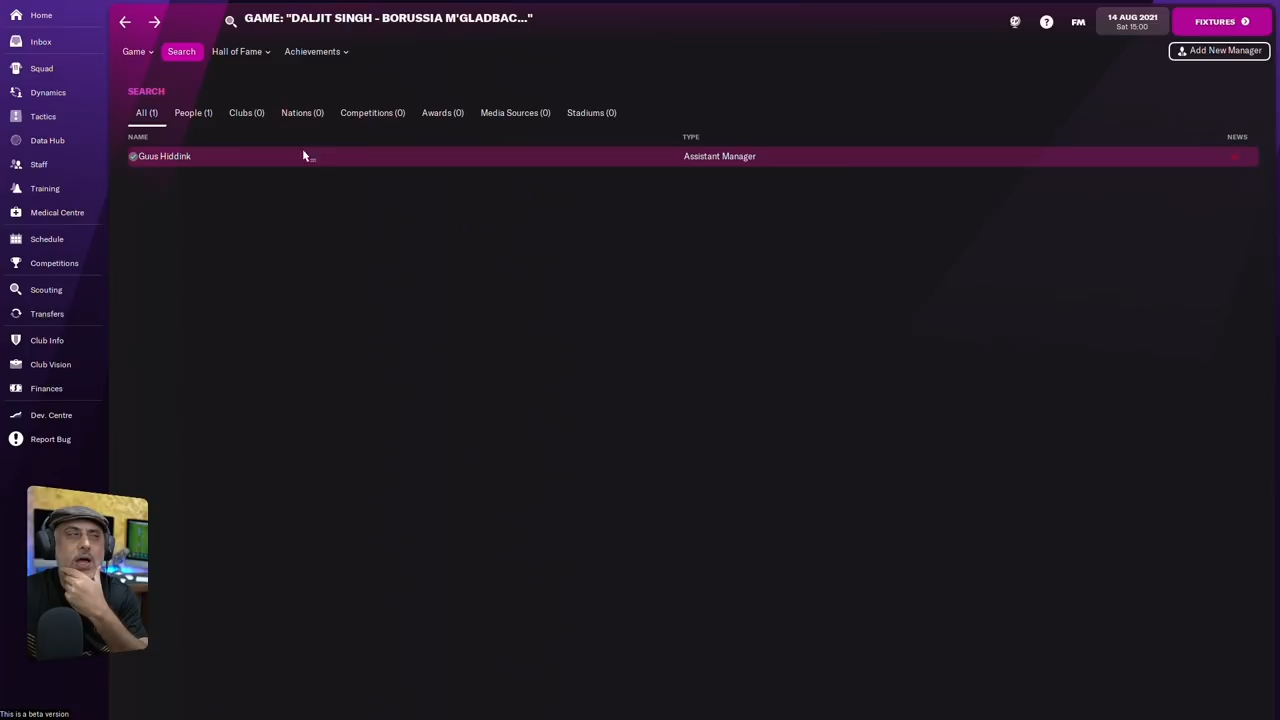 Home
Inbox
Squad
Dynamics
Tactics
Data Hub
Staff
Training
Medical Centre
Schedule
Competitions
Scouting
Transfers
Club Info
Club Vision
Finances
Dev. Centre
Report Bug
GAME: "DALJIT SINGH - BORUSSIA M'GLADBAC..."
FM
14 AUG 2021
Sat 15:00
FIXTURES
Game Search Hall of Fame Achievements
Add New Manager
SEARCH
All (1) People (1) Clubs (0) Nations (0) Competitions (0) Awards (0) Media Sources (0) Stadiums (0)
NAME TYPE NEWS
Guus Hiddink Assistant Manager
This is a beta version